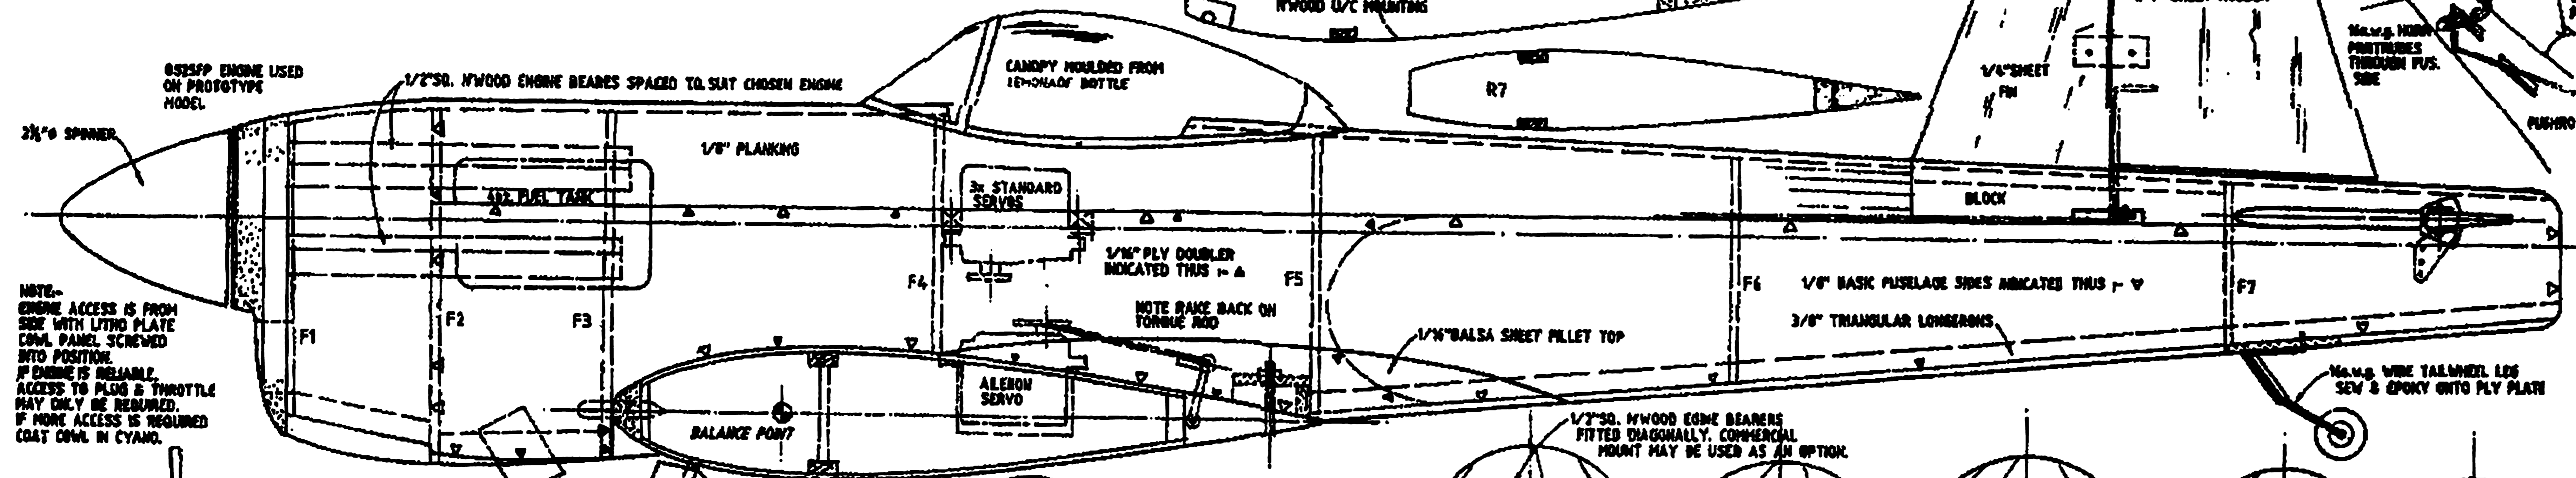 H'WOOD U/C MOUNTING
OS25FP ENGINE USED
ON PROTOTYPE
MODEL
1/2"SQ. H'WOOD ENGINE BEARES SPACED TO SUIT CHOSEN ENGINE
CANOPY MOULDED FROM
LEMONADE BOTTLE
R7
1/4"SHEET
FIN
16s.w.g. HORN
PROTRUDES
THROUGH FUS.
SIDE
SPINNER
1/8" PLANKING
PUSHRO
4oz FUEL TANK
3x STANDARD
SERVOS
BLOCK
1/16" PLY DOUBLER
INDICATED THUS :- △
F4
F5
F6
1/8" BASIC FUSELAGE SIDES INDICATED THUS :- ▽
F7
NOTE:-
ENGINE ACCESS IS FROM
SIDE WITH LITHO PLATE
COWL PANEL SCREWED
INTO POSITION.
IF ENGINE IS RELIABLE,
ACCESS TO PLUG & THROTTLE
MAY ONLY BE REQUIRED.
IF MORE ACCESS IS REQUIRED
COAT COWL IN CYANO.
F1
F2
F3
NOTE RAKE BACK ON
TORQUE ROD
1/16"BALSA SHEET FILLET TOP
3/8" TRIANGULAR LONGERONS
AILERON
SERVO
BALANCE POINT
s.w.g. WIRE TAILWHEEL LEG
SEW & EPOXY ONTO PLY PLATE
1/2"SQ. H'WOOD EGINE BEARERS
FITTED DIAGONALLY. COMMERCIAL
MOUNT MAY BE USED AS AN OPTION.